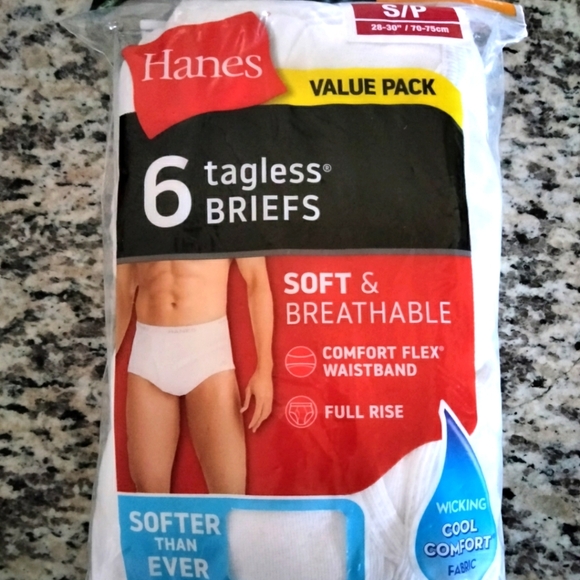 S/P
28-30" / 70-75cm
Hanes
VALUE PACK
6 tagless®
BRIEFS
SOFT &
BREATHABLE
COMFORT FLEX®
WAISTBAND
FULL RISE
SOFTER
THAN
EVER
WICKING
COOL
COMFORT
FABRIC